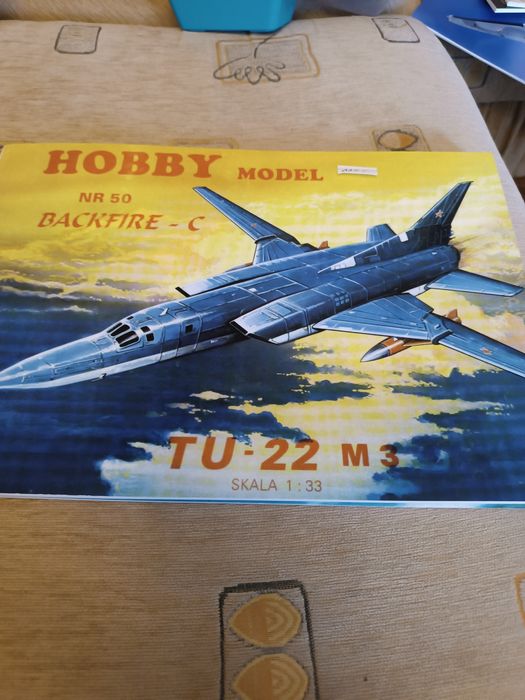 HOBBY MODEL
NR 50
BACKFIRE - C
TU-22 M3
SKALA 1:33